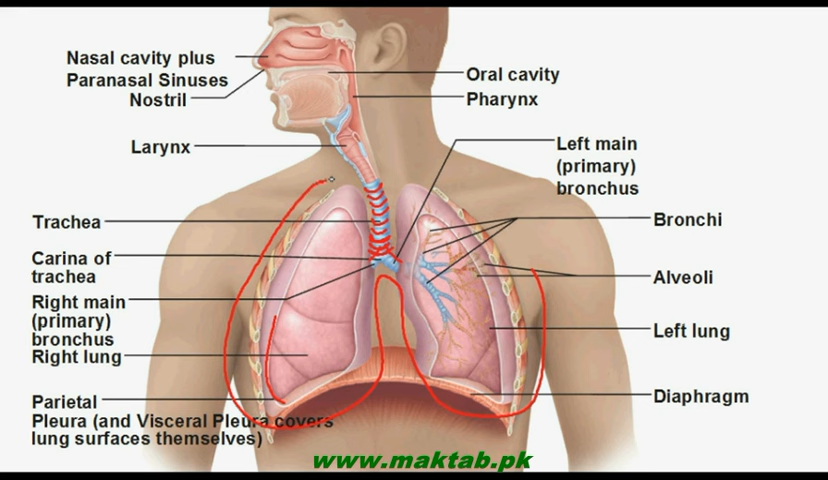 Nasal cavity plus
Paranasal Sinuses
Nostril
Larynx
Trachea
Carina of
trachea
Right main
(primary)
bronchus
Right lung
Parietal
Pleura (and Visceral Pleura covers
lung surfaces themselves)
Oral cavity
Pharynx
Left main
(primary)
bronchus
Bronchi
Alveoli
Left lung
Diaphragm
www.maktab.pk